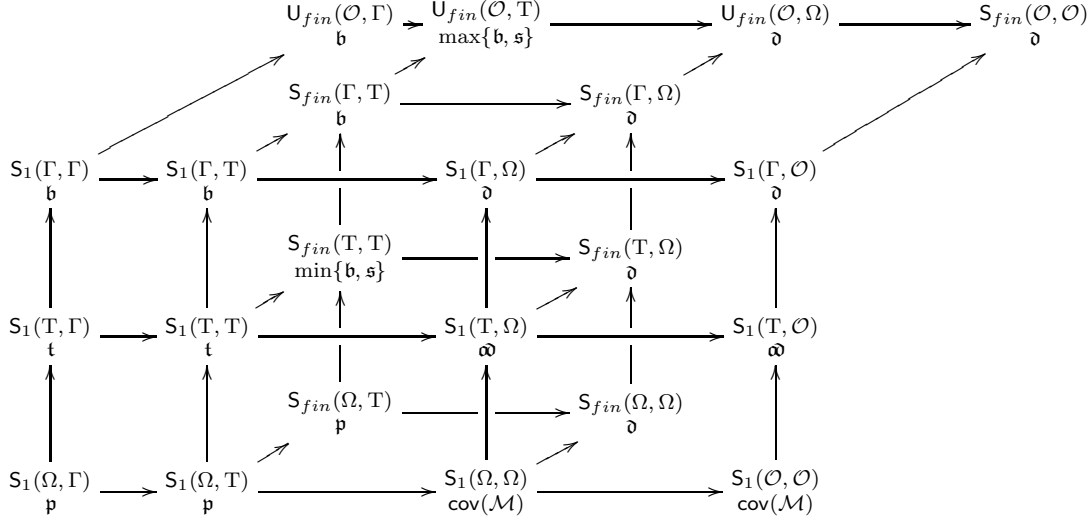 U_fin(𝒪, Γ) U_fin(𝒪, T) U_fin(𝒪, Ω) S_fin(𝒪, 𝒪)
𝔟 max{𝔟, 𝔰} 𝔡 𝔡
S_fin(Γ, T) S_fin(Γ, Ω)
𝔟 𝔡
S_1(Γ, Γ) S_1(Γ, T) S_1(Γ, Ω) S_1(Γ, 𝒪)
𝔟 𝔟 𝔡 𝔡
S_fin(T, T) S_fin(T, Ω)
min{𝔟, 𝔰} 𝔡
S_1(T, Γ) S_1(T, T) S_1(T, Ω) S_1(T, 𝒪)
𝔱 𝔱 𝔬𝔡 𝔬𝔡
S_fin(Ω, T) S_fin(Ω, Ω)
𝔭 𝔡
S_1(Ω, Γ) S_1(Ω, T) S_1(Ω, Ω) S_1(𝒪, 𝒪)
𝔭 𝔭 cov(ℳ) cov(ℳ)